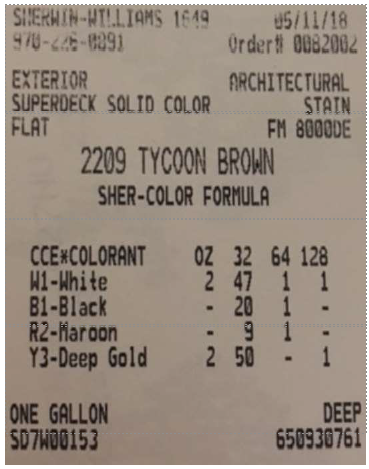 SHERWIN-WILLIAMS 1649 05/11/18
970-226-0091 Order# 0082002
EXTERIOR ARCHITECTURAL
SUPERDECK SOLID COLOR STAIN
FLAT FM 8000DE
2209 TYCOON BROWN
SHER-COLOR FORMULA
CCE*COLORANT OZ 32 64 128
W1-White 2 47 1 1
B1-Black - 20 1 -
R2-Maroon - 9 1 -
Y3-Deep Gold 2 50 - 1
ONE GALLON DEEP
SD7W00153 650930761